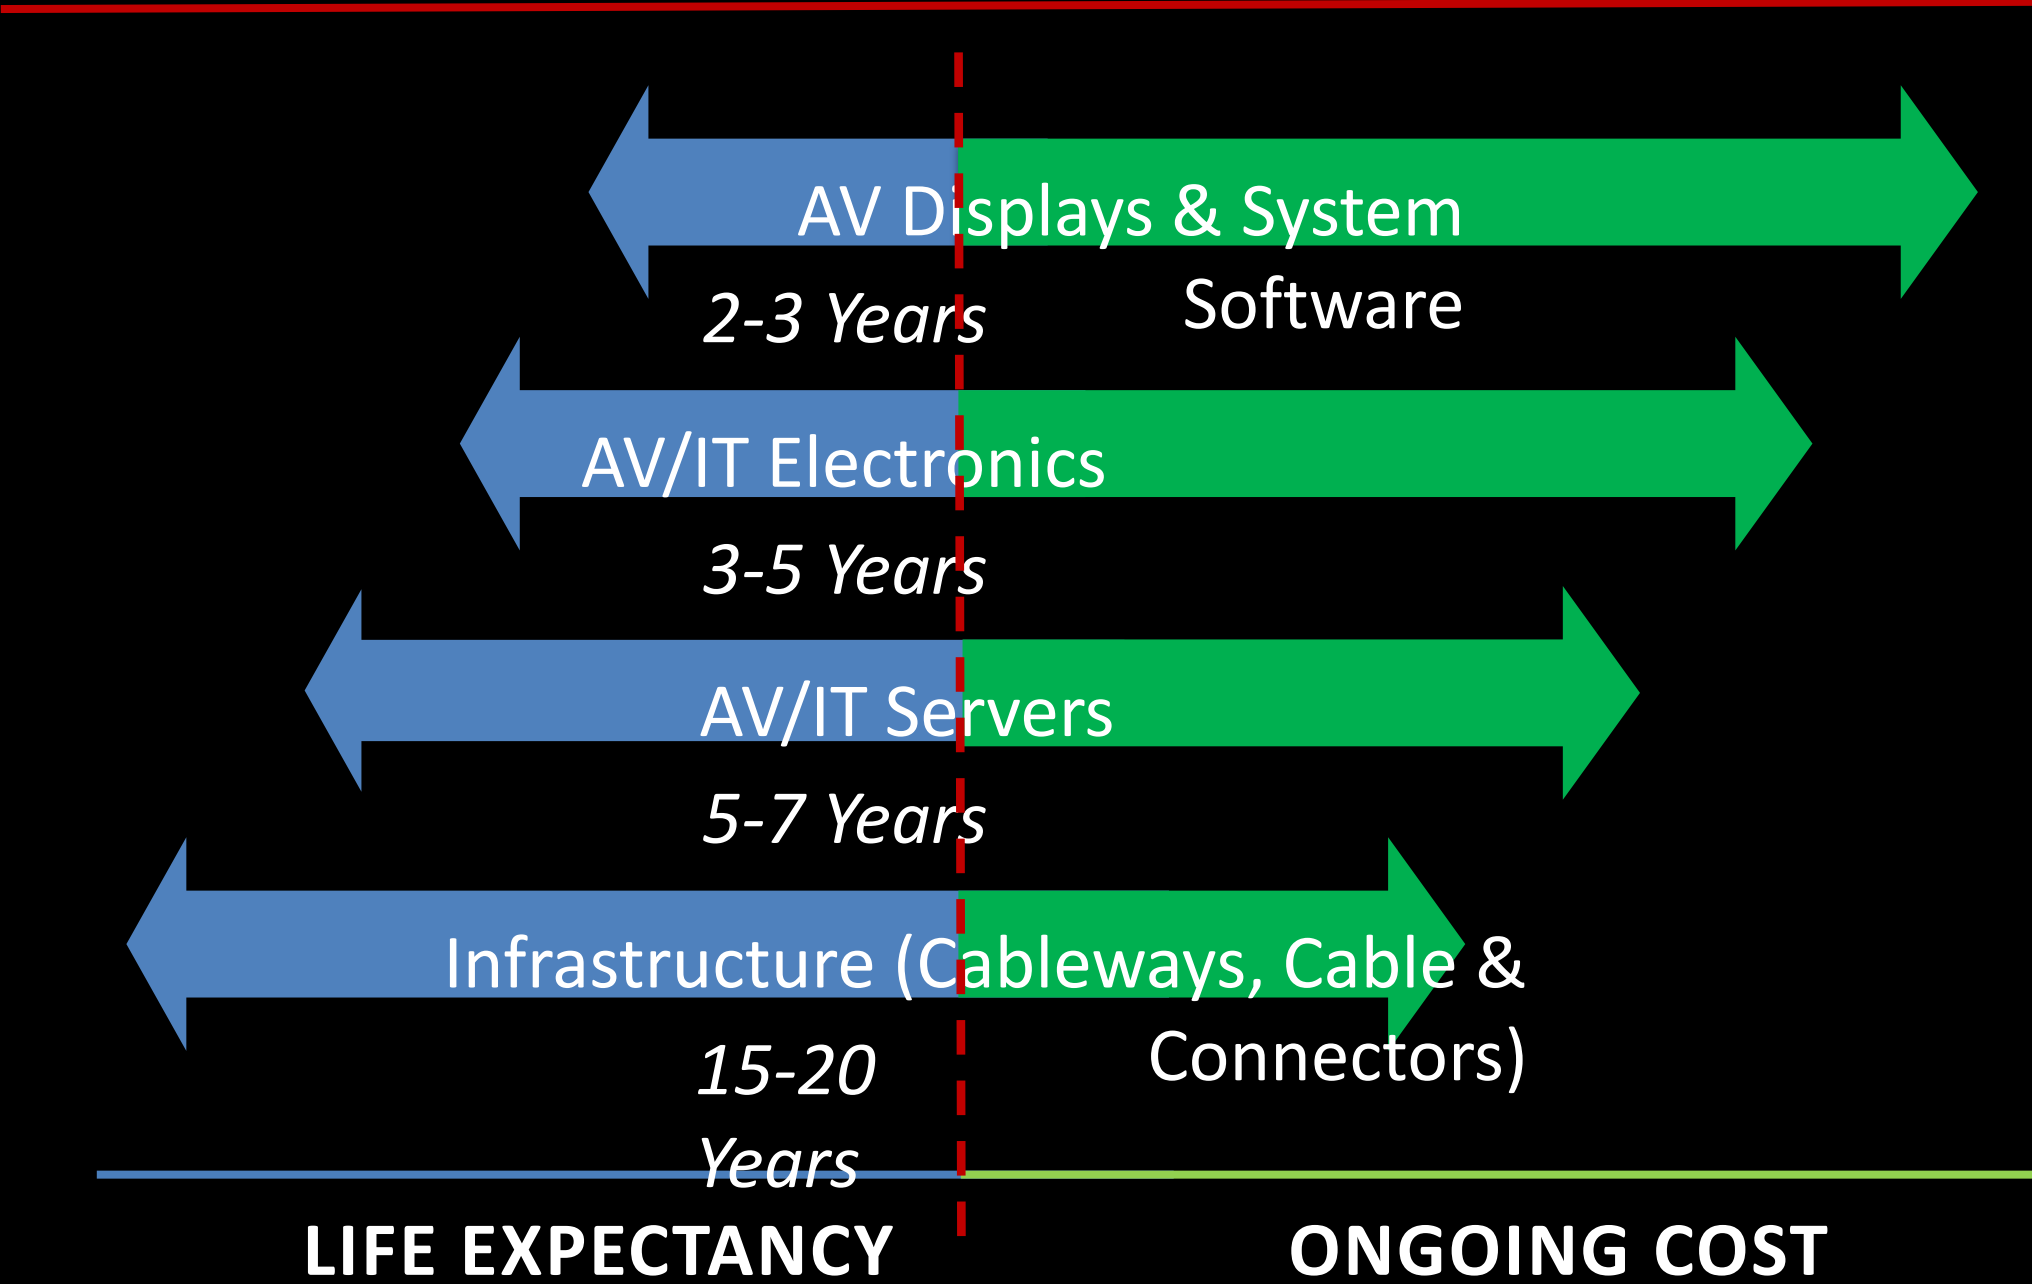 AV Displays & System
Software
2-3 Years
AV/IT Electronics
3-5 Years
AV/IT Servers
5-7 Years
Infrastructure (Cableways, Cable &
Connectors)
15-20
Years
LIFE EXPECTANCY
ONGOING COST